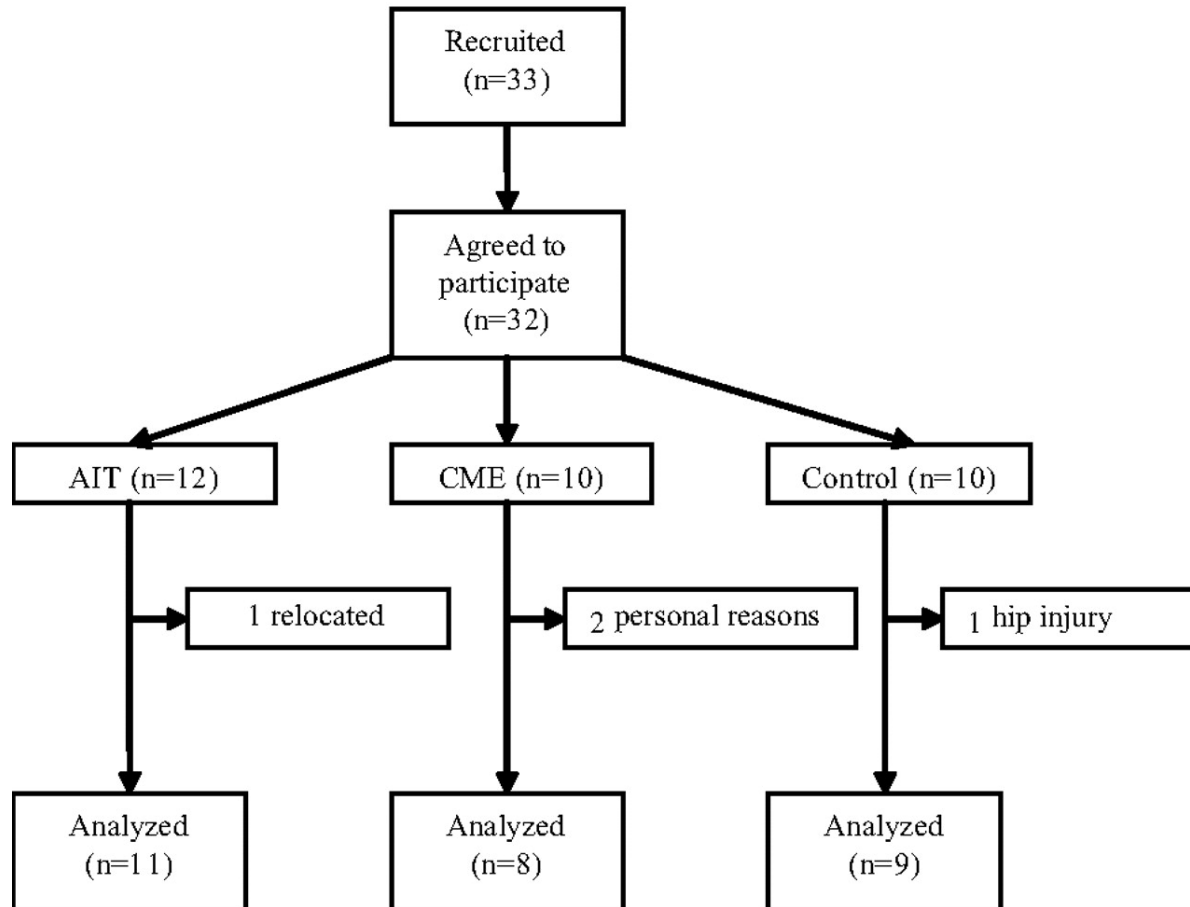 Recruited
(n=33)
Agreed to
participate
(n=32)
AIT (n=12)
CME (n=10)
Control (n=10)
1 relocated
2 personal reasons
1 hip injury
Analyzed
(n=11)
Analyzed
(n=8)
Analyzed
(n=9)